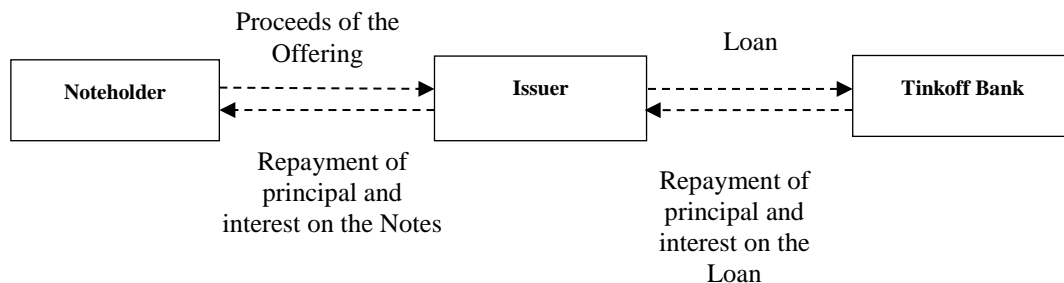 Proceeds of the
Offering
Loan
Noteholder
Issuer
Tinkoff Bank
Repayment of
principal and
interest on the Notes
Repayment of
principal and
interest on the
Loan